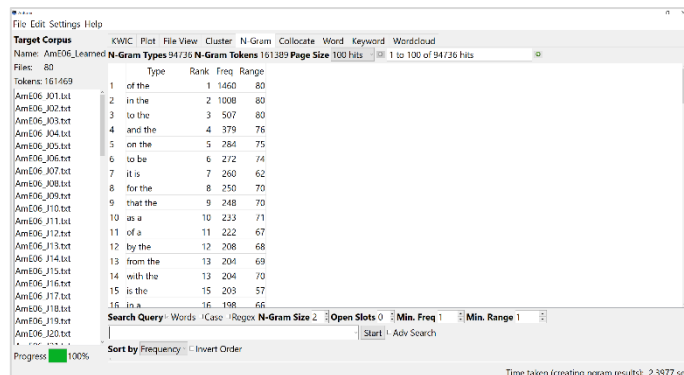 File Edit Settings Help
Target Corpus
Name: AmE06_Learned
Files: 80
Tokens: 161469
AmE06_J01.txt
AmE06_J02.txt
AmE06_J03.txt
AmE06_J04.txt
AmE06_J05.txt
AmE06_J06.txt
AmE06_J07.txt
AmE06_J08.txt
AmE06_J09.txt
AmE06_J10.txt
AmE06_J11.txt
AmE06_J12.txt
AmE06_J13.txt
AmE06_J14.txt
AmE06_J15.txt
AmE06_J16.txt
AmE06_J17.txt
AmE06_J18.txt
AmE06_J19.txt
AmE06_J20.txt
Progress 100%
KWIC Plot File View Cluster N-Gram Collocate Word Keyword Wordcloud
N-Gram Types 94736 N-Gram Tokens 161389 Page Size 100 hits 1 to 100 of 94736 hits
Type Rank Freq Range
1 of the 1 1460 80
2 in the 2 1008 80
3 to the 3 507 80
4 and the 4 379 76
5 on the 5 284 75
6 to be 6 272 74
7 it is 7 260 62
8 for the 8 250 70
9 that the 9 248 70
10 as a 10 233 71
11 of a 11 222 67
12 by the 12 208 68
13 from the 13 204 69
14 with the 13 204 70
15 is the 15 203 57
16 in a 16 198 66
Search Query Words Case Regex N-Gram Size 2 Open Slots 0 Min. Freq 1 Min. Range 1
Start Adv Search
Sort by Frequency Invert Order
Time taken (creating ngram results): 2.3977 se